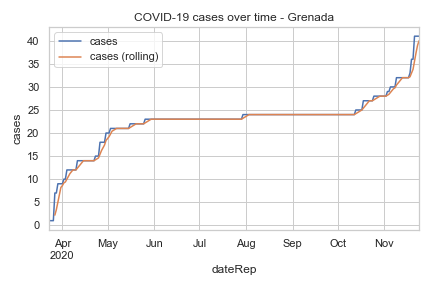 COVID-19 cases over time - Grenada
cases
cases (rolling)
40
35
30
25
20
15
10
5
0
cases
Apr May Jun Jul Aug Sep Oct Nov
2020
dateRep